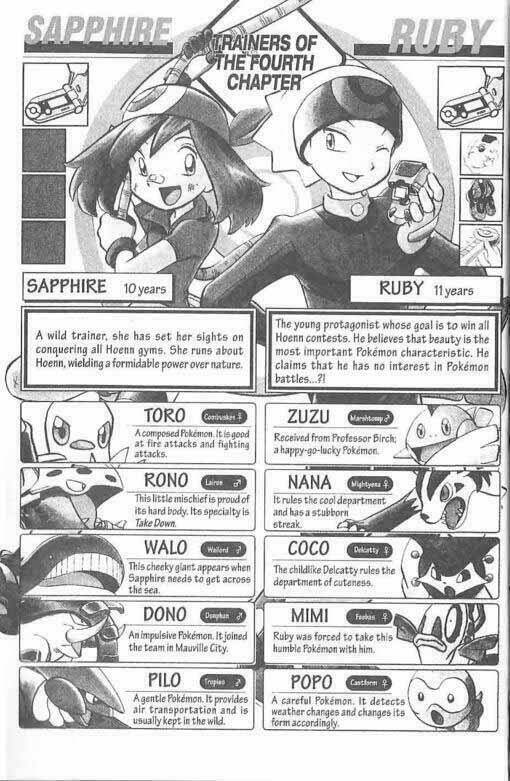 SAPPHIRE
RUBY
TRAINERS OF
THE FOURTH
CHAPTER
SAPPHIRE 10 years
RUBY 11 years
A wild trainer, she has set her sights on
conquering all Hoenn gyms. She runs about
Hoenn, wielding a formidable power over nature.
The young protagonist whose goal is to win all
Hoenn contests. He believes that beauty is the
most important Pokémon characteristic. He
claims that he has no interest in Pokémon
battles...?!
TORO Combusken ♀
A composed Pokémon. It is good
at fire attacks and fighting
attacks.
RONO Lairon ♂
This little mischief is proud of
its hard body. Its specialty is
Take Down.
WALO Wailord ♂
This cheeky giant appears when
Sapphire needs to get across
the sea.
DONO Donphan ♂
An impulsive Pokémon. It joined
the team in Mauville City.
PILO Tropius ♂
A gentle Pokémon. It provides
air transportation and is
usually kept in the wild.
ZUZU Marshtomp ♂
Received from Professor Birch;
a happy-go-lucky Pokémon.
NANA Mightyena ♀
It rules the cool department
and has a stubborn
streak.
COCO Delcatty ♀
The childlike Delcatty rules the
department of cuteness.
MIMI Feebas ♀
Ruby was forced to take this
humble Pokémon with him.
POPO Castform ♀
A careful Pokémon. It detects
weather changes and changes its
form accordingly.